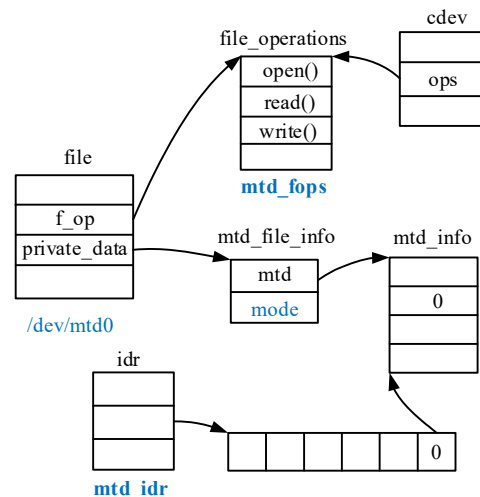 cdev
file_operations
open()
ops
read()
write()
file
mtd_fops
f_op
private_data
mtd_file_info
mtd_info
mtd
0
mode
/dev/mtd0
idr
0
mtd_idr